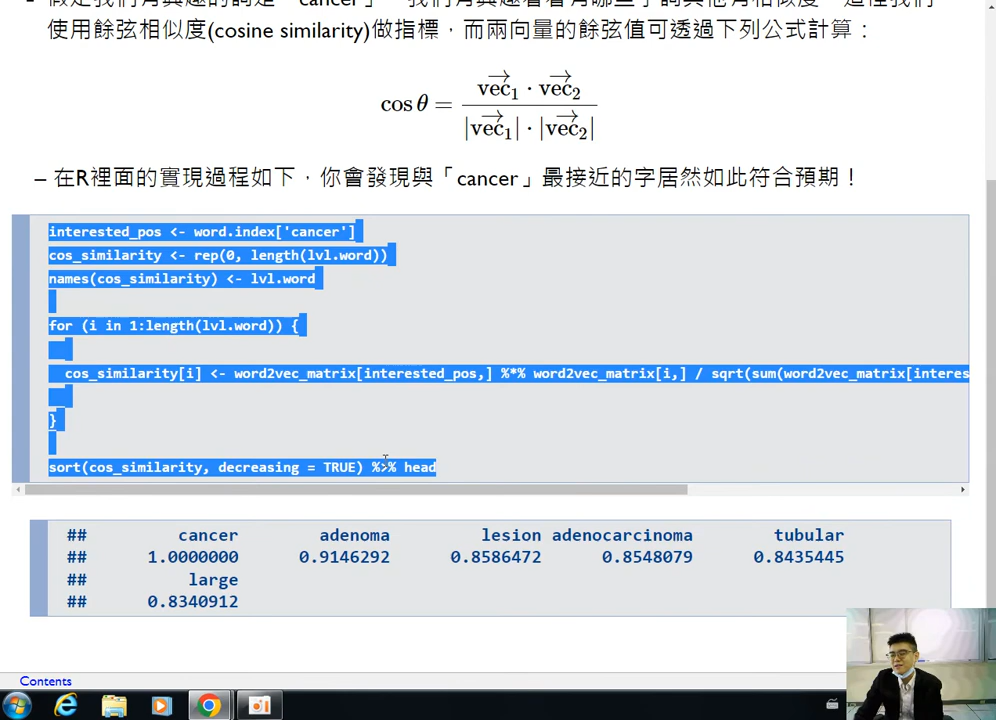 使用餘弦相似度(cosine similarity)做指標，而兩向量的餘弦值可透過下列公式計算：
cos θ = vec₁ · vec₂ / |vec₁| · |vec₂|
– 在R裡面的實現過程如下，你會發現與「cancer」最接近的字居然如此符合預期！
interested_pos <- word.index['cancer']
cos_similarity <- rep(0, length(lvl.word))
names(cos_similarity) <- lvl.word
for (i in 1:length(lvl.word)) {
cos_similarity[i] <- word2vec_matrix[interested_pos,] %*% word2vec_matrix[i,] / sqrt(sum(word2vec_matrix[interes
}
sort(cos_similarity, decreasing = TRUE) %>% head
## cancer adenoma lesion adenocarcinoma tubular
## 1.0000000 0.9146292 0.8586472 0.8548079 0.8435445
## large
## 0.8340912
Contents